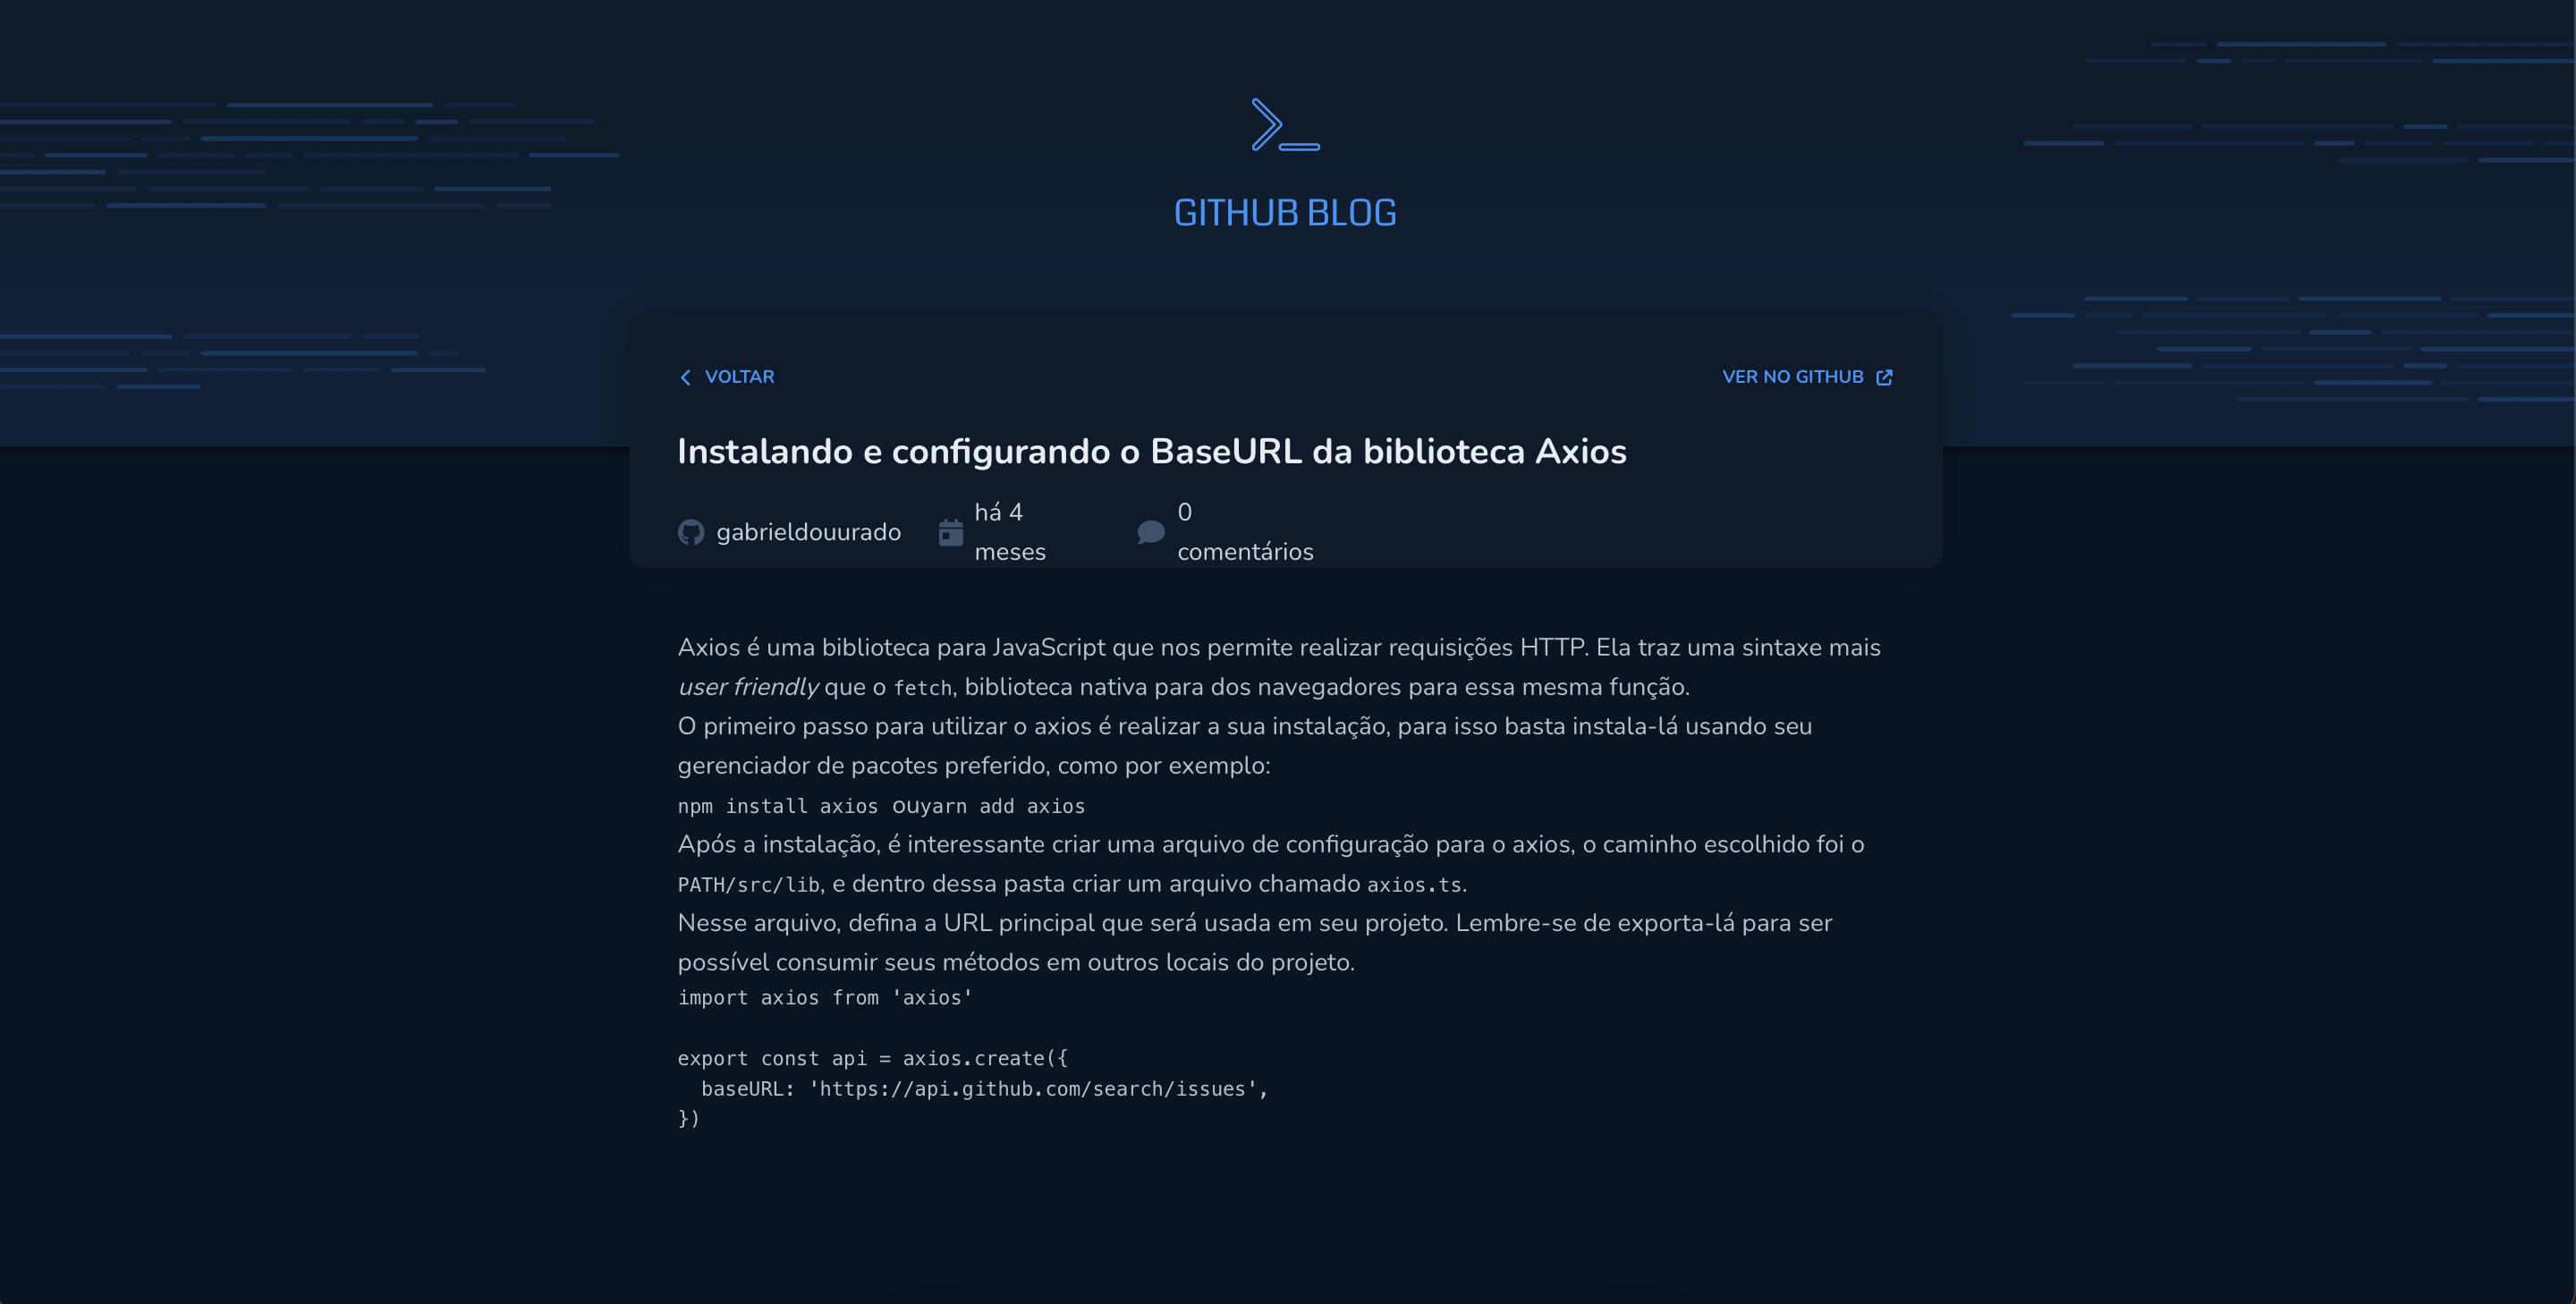 GITHUB BLOG
VOLTAR
VER NO GITHUB
Instalando e configurando o BaseURL da biblioteca Axios
gabrieldouurado
há 4
meses
0
comentários
Axios é uma biblioteca para JavaScript que nos permite realizar requisições HTTP. Ela traz uma sintaxe mais
user friendly que o fetch, biblioteca nativa para dos navegadores para essa mesma função.
O primeiro passo para utilizar o axios é realizar a sua instalação, para isso basta instala-lá usando seu
gerenciador de pacotes preferido, como por exemplo:
npm install axios ouyarn add axios
Após a instalação, é interessante criar uma arquivo de configuração para o axios, o caminho escolhido foi o
PATH/src/lib, e dentro dessa pasta criar um arquivo chamado axios.ts.
Nesse arquivo, defina a URL principal que será usada em seu projeto. Lembre-se de exporta-lá para ser
possível consumir seus métodos em outros locais do projeto.
import axios from 'axios'
export const api = axios.create({
  baseURL: 'https://api.github.com/search/issues',
})